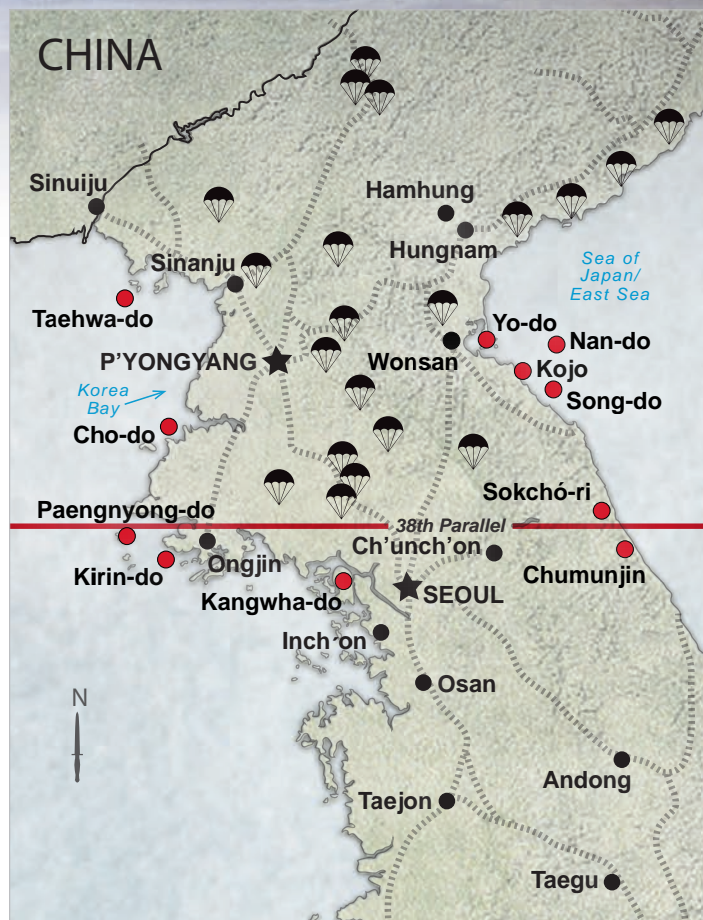 CHINA
Sinuiju
Hamhung
Hungnam
Sea of
Japan/
East Sea
Sinanju
Taehwa-do
Yo-do
Nan-do
Wonsan
P'YONGYANG
Kojo
Korea
Bay
Song-do
Cho-do
Sokchó-ri
Paengnyong-do
38th Parallel
Ch'unch'on
Ongjin
Kirin-do
Chumunjin
Kangwha-do
SEOUL
Inch'on
Osan
N
Andong
Taejon
Taegu